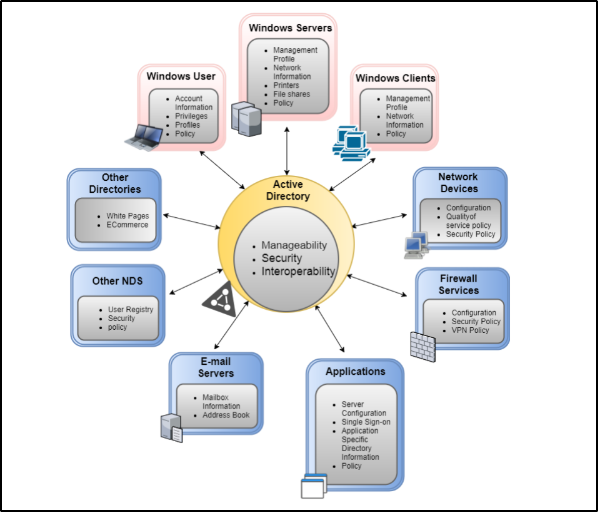 Windows Servers
Management
Profile
Network
Information
Printers
File shares
Policy
Windows User
Account
Information
Privileges
Profiles
Policy
Windows Clients
Management
Profile
Network
Information
Policy
Other
Directories
White Pages
ECommerce
Active
Directory
Manageability
Security
Interoperability
Network
Devices
Configuration
Qualityof
service policy
Security Policy
Other NDS
User Registry
Security
policy
Firewall
Services
Configuration
Security Policy
VPN Policy
E-mail
Servers
Mailbox
Information
Address Book
Applications
Server
Configuration
Single Sign-on
Application
Specific
Directory
Information
Policy